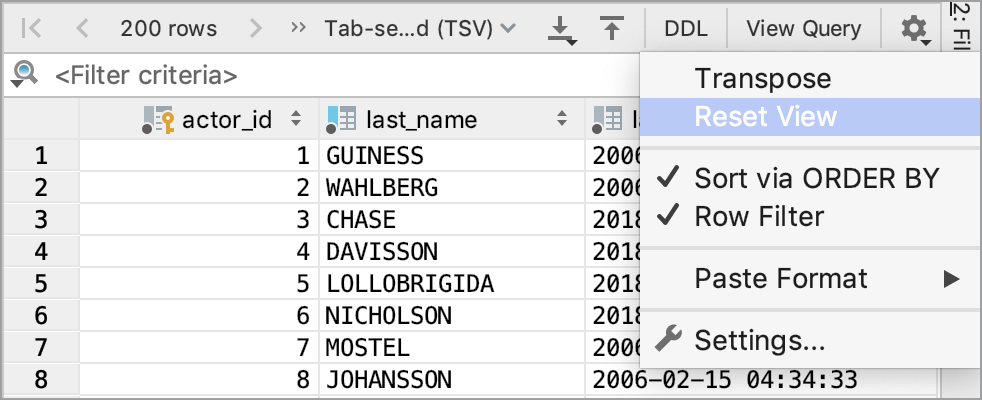 200 rows
Tab-se...d (TSV)
DDL
View Query
2: Fil
<Filter criteria>
Transpose
Reset View
Sort via ORDER BY
Row Filter
Paste Format
Settings...
actor_id last_name
1 1 GUINESS 2006
2 2 WAHLBERG 2006
3 3 CHASE 2018
4 4 DAVISSON 2018
5 5 LOLLOBRIGIDA 2018
6 6 NICHOLSON 2018
7 7 MOSTEL 2006
8 8 JOHANSSON 2006-02-15 04:34:33